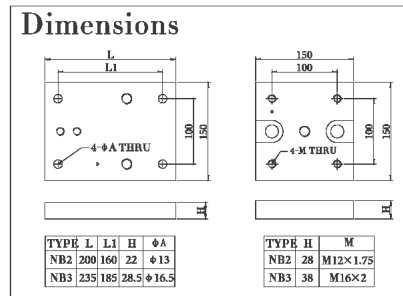 Dimensions
L
L1
100
150
4-ΦA THRU
H
150
100
100
150
4-M THRU
H
TYPE L L1 H ΦA
NB2 200 160 22 Φ13
NB3 235 185 28.5 Φ16.5
TYPE H M
NB2 28 M12×1.75
NB3 38 M16×2